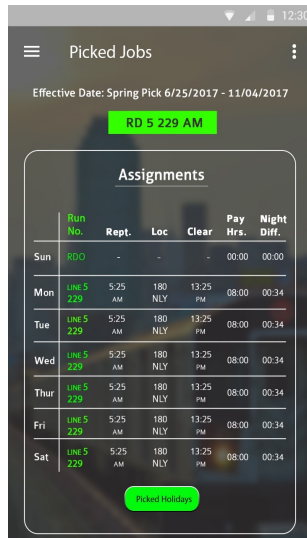 12:30
Picked Jobs
Effective Date: Spring Pick 6/25/2017 - 11/04/2017
RD 5 229 AM
Assignments
Run No. Rept. Loc Clear Pay Hrs. Night Diff.
Sun RDO - - - 00:00 00:00
Mon LINE 5 229 5:25 AM 180 NLY 13:25 PM 08:00 00:34
Tue LINE 5 229 5:25 AM 180 NLY 13:25 PM 08:00 00:34
Wed LINE 5 229 5:25 AM 180 NLY 13:25 PM 08:00 00:34
Thur LINE 5 229 5:25 AM 180 NLY 13:25 PM 08:00 00:34
Fri LINE 5 229 5:25 AM 180 NLY 13:25 PM 08:00 00:34
Sat LINE 5 229 5:25 AM 180 NLY 13:25 PM 08:00 00:34
Picked Holidays